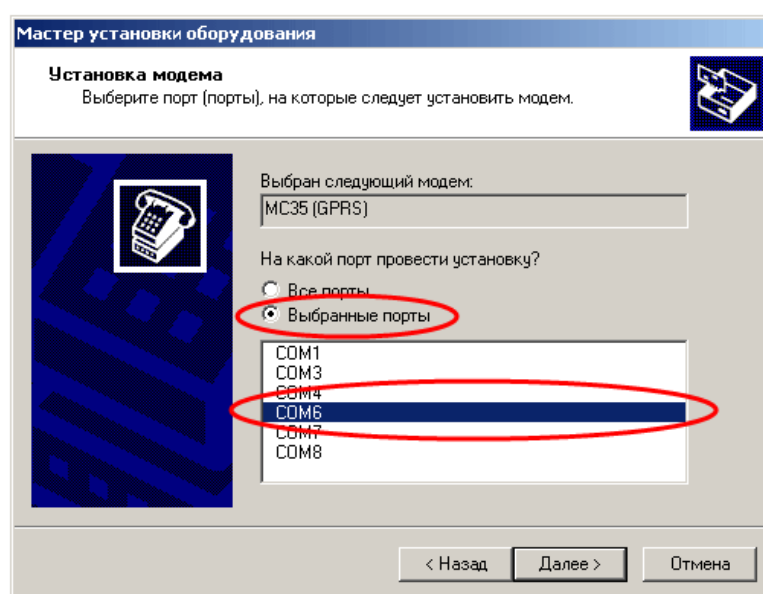 Мастер установки оборудования
Установка модема
Выберите порт (порты), на которые следует установить модем.
Выбран следующий модем:
MC35 (GPRS)
На какой порт провести установку?
Все порты
Выбранные порты
COM1
COM3
COM4
COM6
COM7
COM8
< Назад
Далее >
Отмена